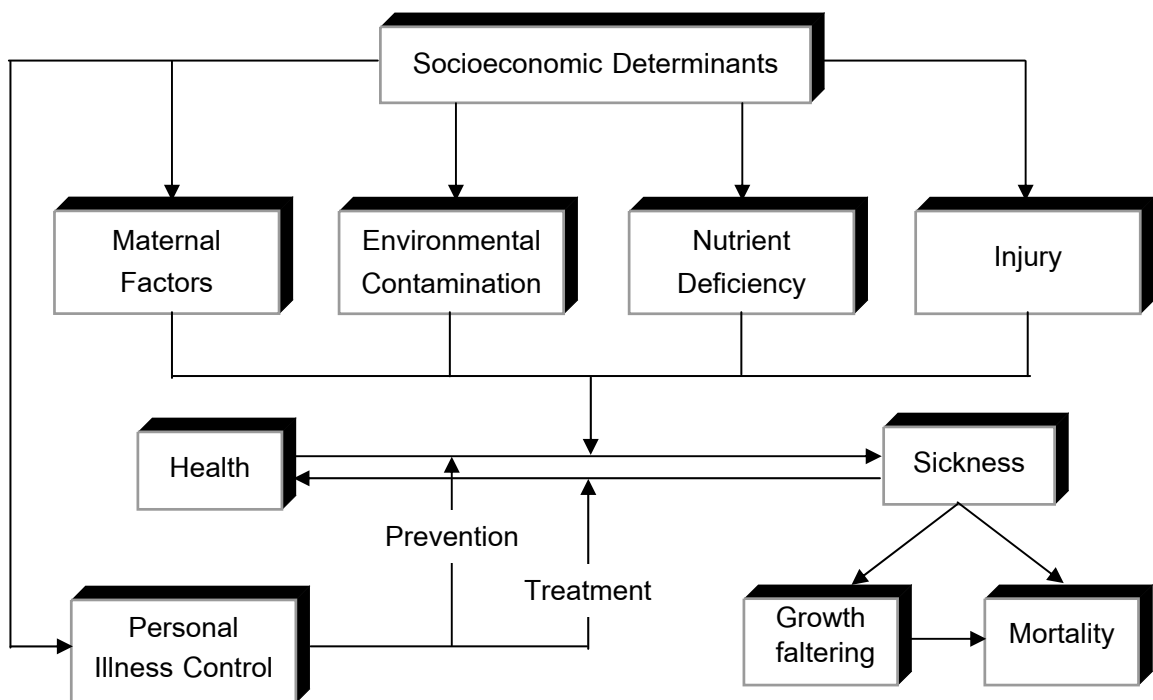 Socioeconomic Determinants
Maternal
Factors
Environmental
Contamination
Nutrient
Deficiency
Injury
Health
Sickness
Prevention
Treatment
Personal
Illness Control
Growth
faltering
Mortality